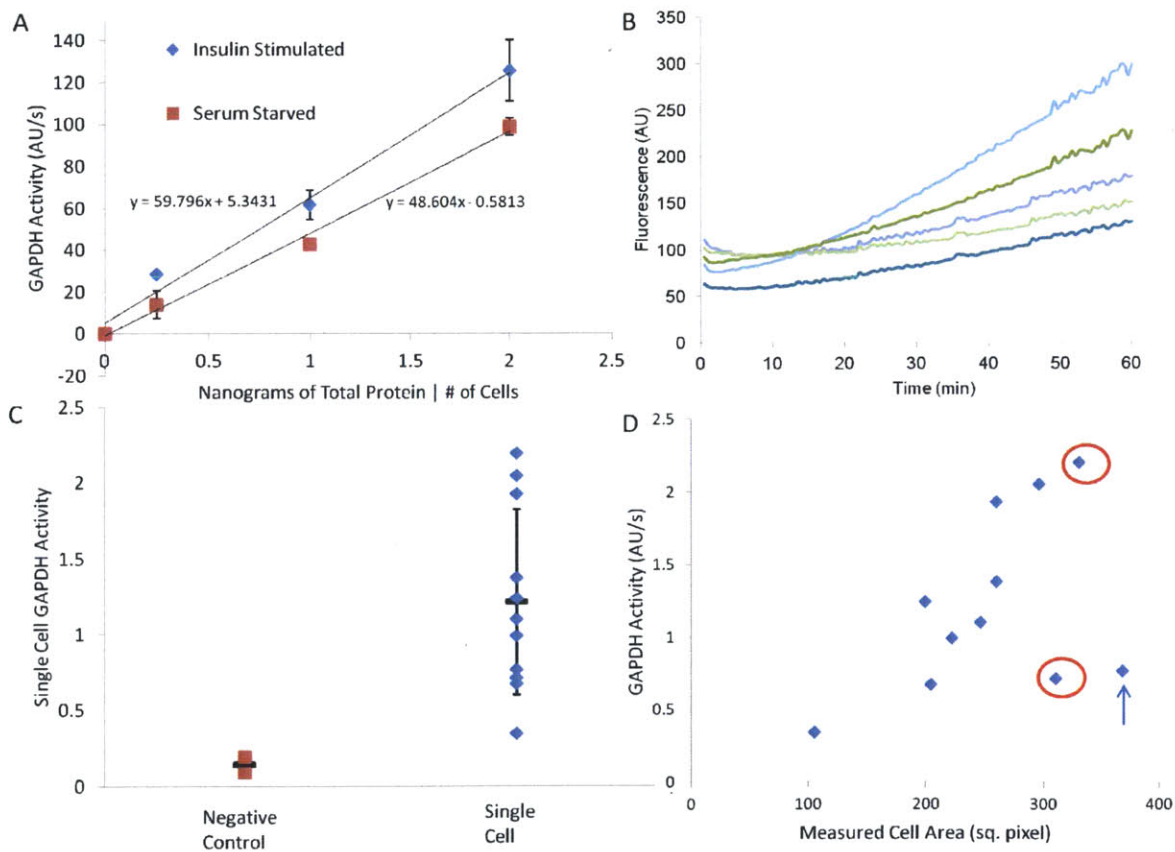 A
GAPDH Activity (AU/s)
140
120
100
80
60
40
20
0
-20
Insulin Stimulated
Serum Starved
y = 59.796x + 5.3431
y = 48.604x - 0.5813
0
0.5
1
1.5
2
2.5
Nanograms of Total Protein | # of Cells
B
Fluorescence (AU)
350
300
250
200
150
100
50
0
0
10
20
30
40
50
60
Time (min)
C
Single Cell GAPDH Activity
2.5
2
1.5
1
0.5
0
Negative
Control
Single
Cell
D
GAPDH Activity (AU/s)
2.5
2
1.5
1
0.5
0
0
100
200
300
400
Measured Cell Area (sq. pixel)